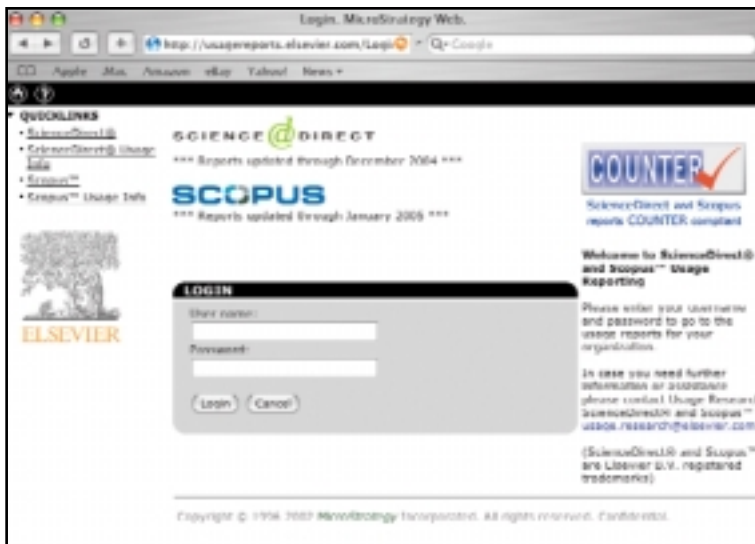 Login. MicroStrategy Web.
http://usagereports.elsevier.com/Logi
Q- Google
Apple Mac Amazon eBay Yahoo! News
QUICKLINKS
• ScienceDirect®
• ScienceDirect® Usage
Info
• Scopus™
• Scopus™ Usage Info
ELSEVIER
SCIENCE @ DIRECT
*** Reports updated through December 2004 ***
SCOPUS
*** Reports updated through January 2005 ***
LOGIN
User name:
Password:
Login Cancel
COUNTER
ScienceDirect and Scopus
reports COUNTER compliant
Welcome to ScienceDirect®
and Scopus™ Usage
Reporting
Please enter your username
and password to go to the
usage reports for your
organization.
In case you need further
information or assistance
please contact Usage Research
ScienceDirect® and Scopus™
usage.research@elsevier.com
(ScienceDirect® and Scopus™
are Elsevier B.V. registered
trademarks)
Copyright © 1996-2002 MicroStrategy Incorporated. All rights reserved. Confidential.